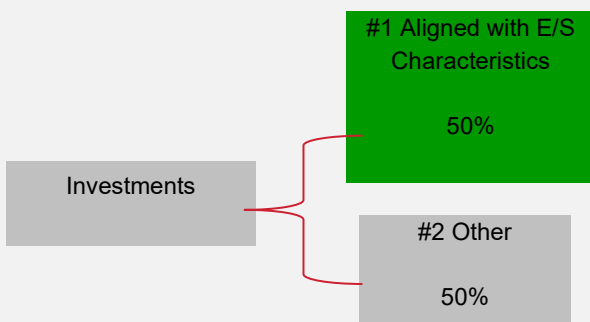 #1 Aligned with E/S
Characteristics
50%
Investments
#2 Other
50%